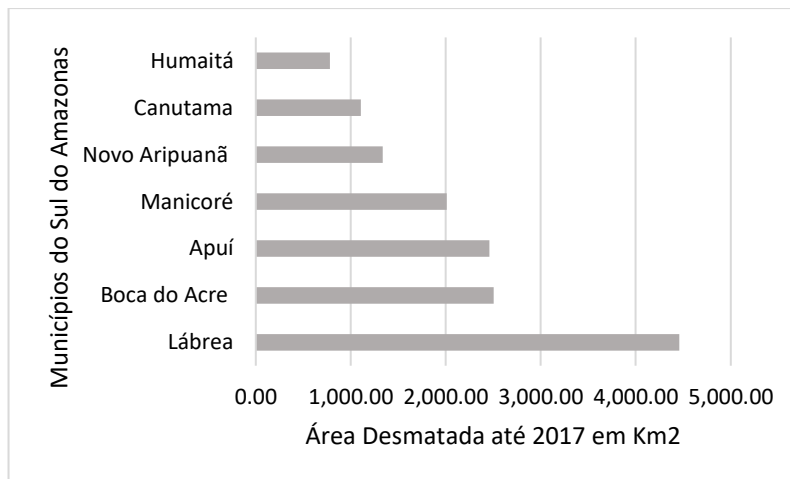 Municípios do Sul do Amazonas
Humaitá
Canutama
Novo Aripuanã
Manicoré
Apuí
Boca do Acre
Lábrea
0.00 1,000.00 2,000.00 3,000.00 4,000.00 5,000.00
Área Desmatada até 2017 em Km2